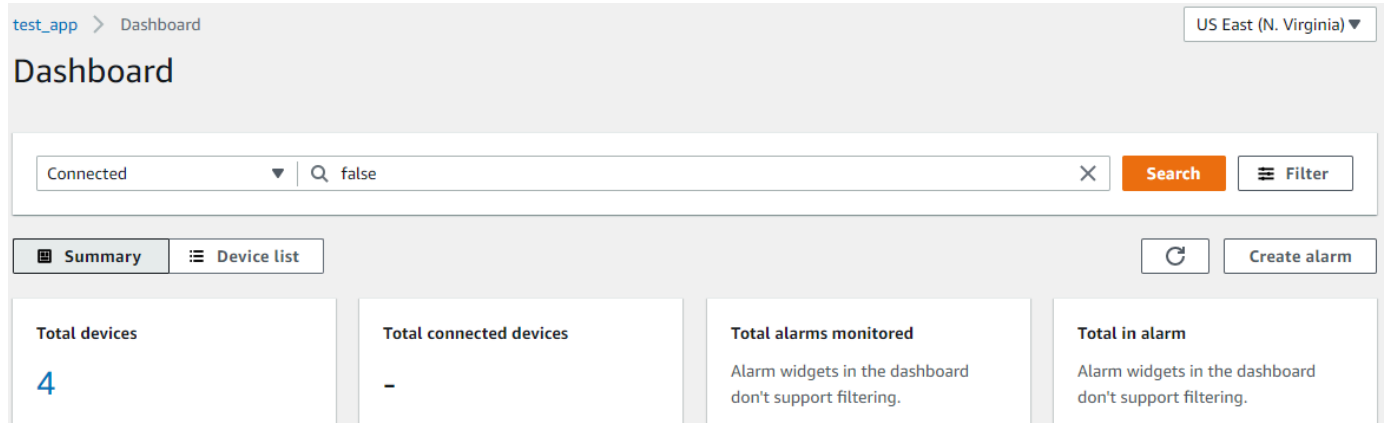 test_app > Dashboard
US East (N. Virginia)
Dashboard
Connected
false
Search
Filter
Summary
Device list
Create alarm
Total devices
4
Total connected devices
-
Total alarms monitored
Alarm widgets in the dashboard
don't support filtering.
Total in alarm
Alarm widgets in the dashboard
don't support filtering.